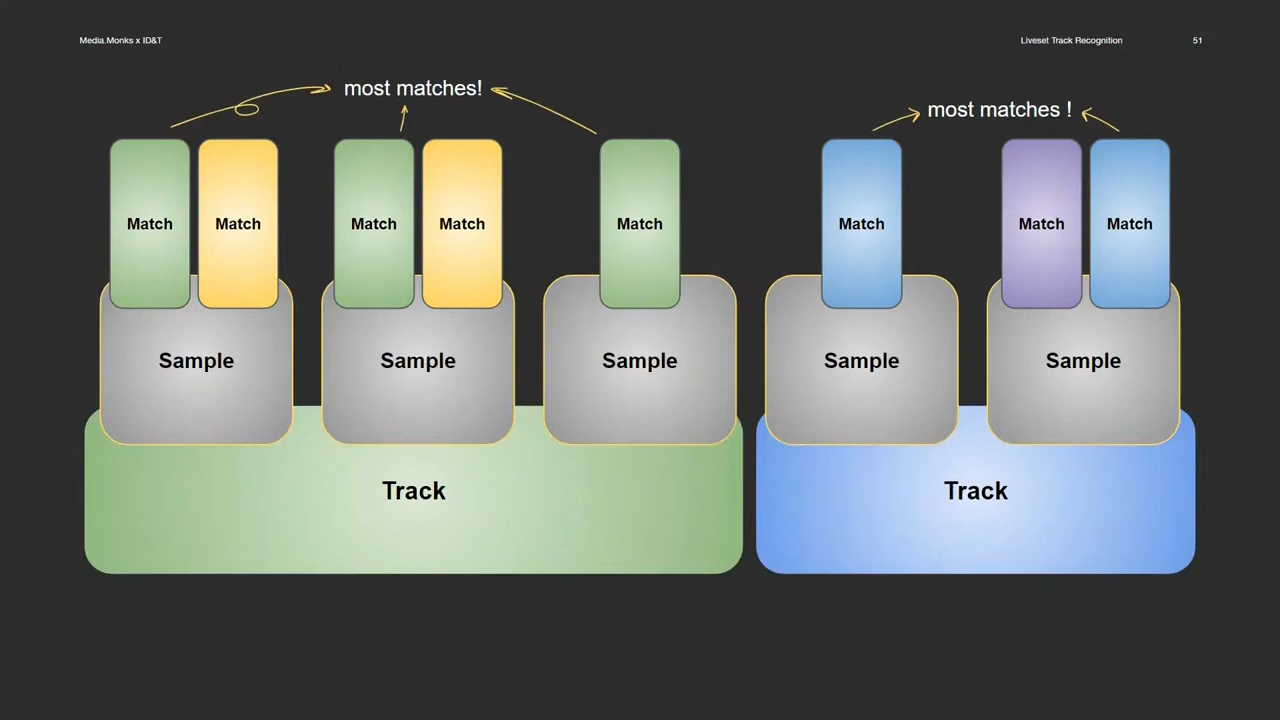 Media.Monks x ID&T
Liveset Track Recognition
51
most matches!
most matches !
Match
Match
Match
Match
Match
Match
Match
Match
Sample
Sample
Sample
Sample
Sample
Track
Track